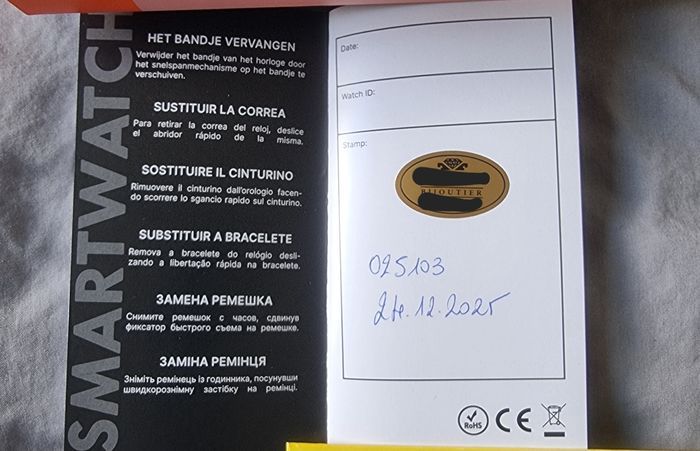 SMARTWATCH
HET BANDJE VERVANGEN
Verwijder het bandje van het horloge door
het snelspanmechanisme op het bandje te
verschuiven.
SUSTITUIR LA CORREA
Para retirar la correa del reloj, deslice
el abridor rápido de la misma.
SOSTITUIRE IL CINTURINO
Rimuovere il cinturino dall'orologio facen-
do scorrere lo sgancio rapido sul cinturino.
SUBSTITUIR A BRACELETE
Remova a bracelete do relógio desli-
zando a libertação rápida na bracelete.
ЗАМЕНА РЕМЕШКА
Снимите ремешок с часов, сдвинув
фиксатор быстрого съема на ремешке.
ЗАМІНА РЕМІНЦЯ
Зніміть ремінець із годинника, посунувши
швидкорознімну застібку на ремінці.
Date:
Watch ID:
Stamp:
BIJOUTIER
025103
24.12.2025
RoHS
CE